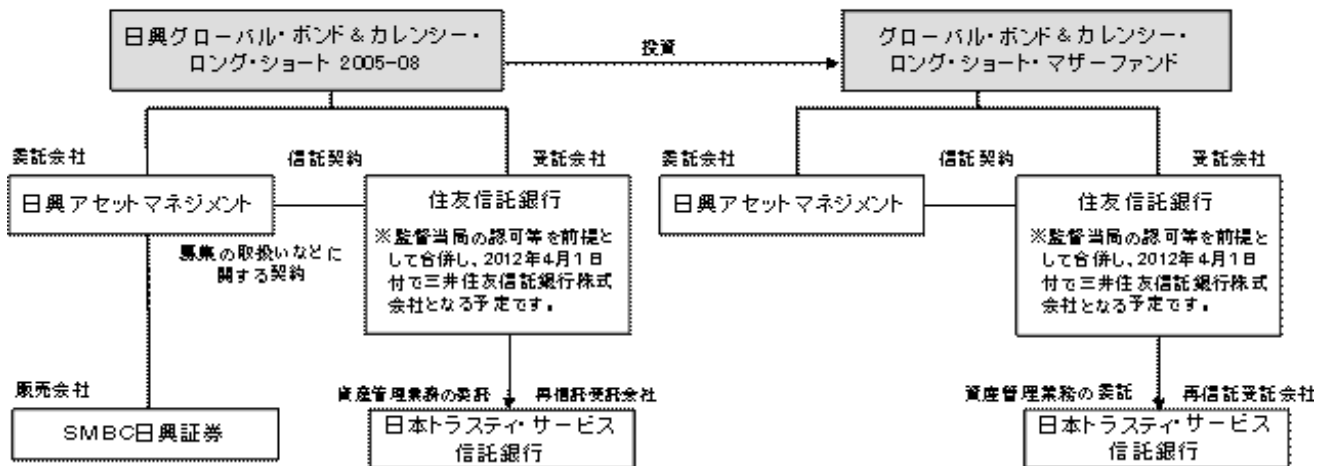 日興グローバル・ボンド＆カレンシー・
ロング・ショート 2005-08
投資
グローバル・ボンド＆カレンシー・
ロング・ショート・マザーファンド
委託会社
信託契約
受託会社
日興アセットマネジメント
住友信託銀行
※監督当局の認可等を前提と
して合併し、2012年4月1日
付で三井住友信託銀行株式
会社となる予定です。
募集の取扱いなどに
関する契約
販売会社
SMBC日興証券
資産管理業務の委託
再信託受託会社
日本トラスティ・サービス
信託銀行
委託会社
信託契約
受託会社
日興アセットマネジメント
住友信託銀行
※監督当局の認可等を前提と
して合併し、2012年4月1日
付で三井住友信託銀行株式
会社となる予定です。
資産管理業務の委託
再信託受託会社
日本トラスティ・サービス
信託銀行